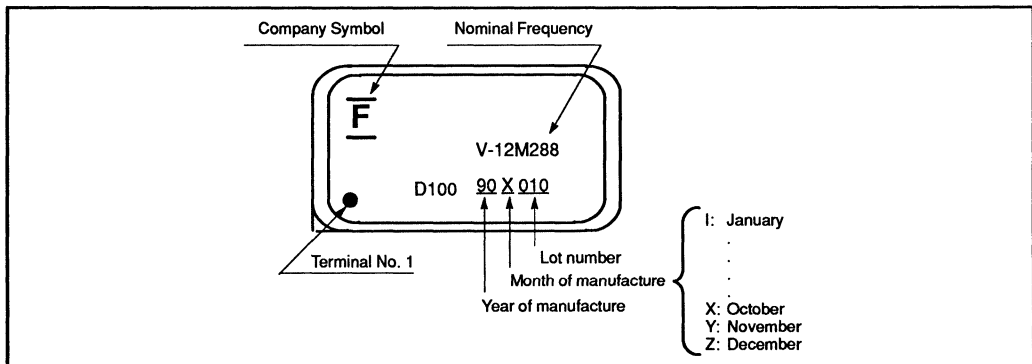 Company Symbol
Nominal Frequency
F
V-12M288
D100 90 X 010
Terminal No. 1
Lot number
Month of manufacture
Year of manufacture
I: January
.
.
.
.
X: October
Y: November
Z: December